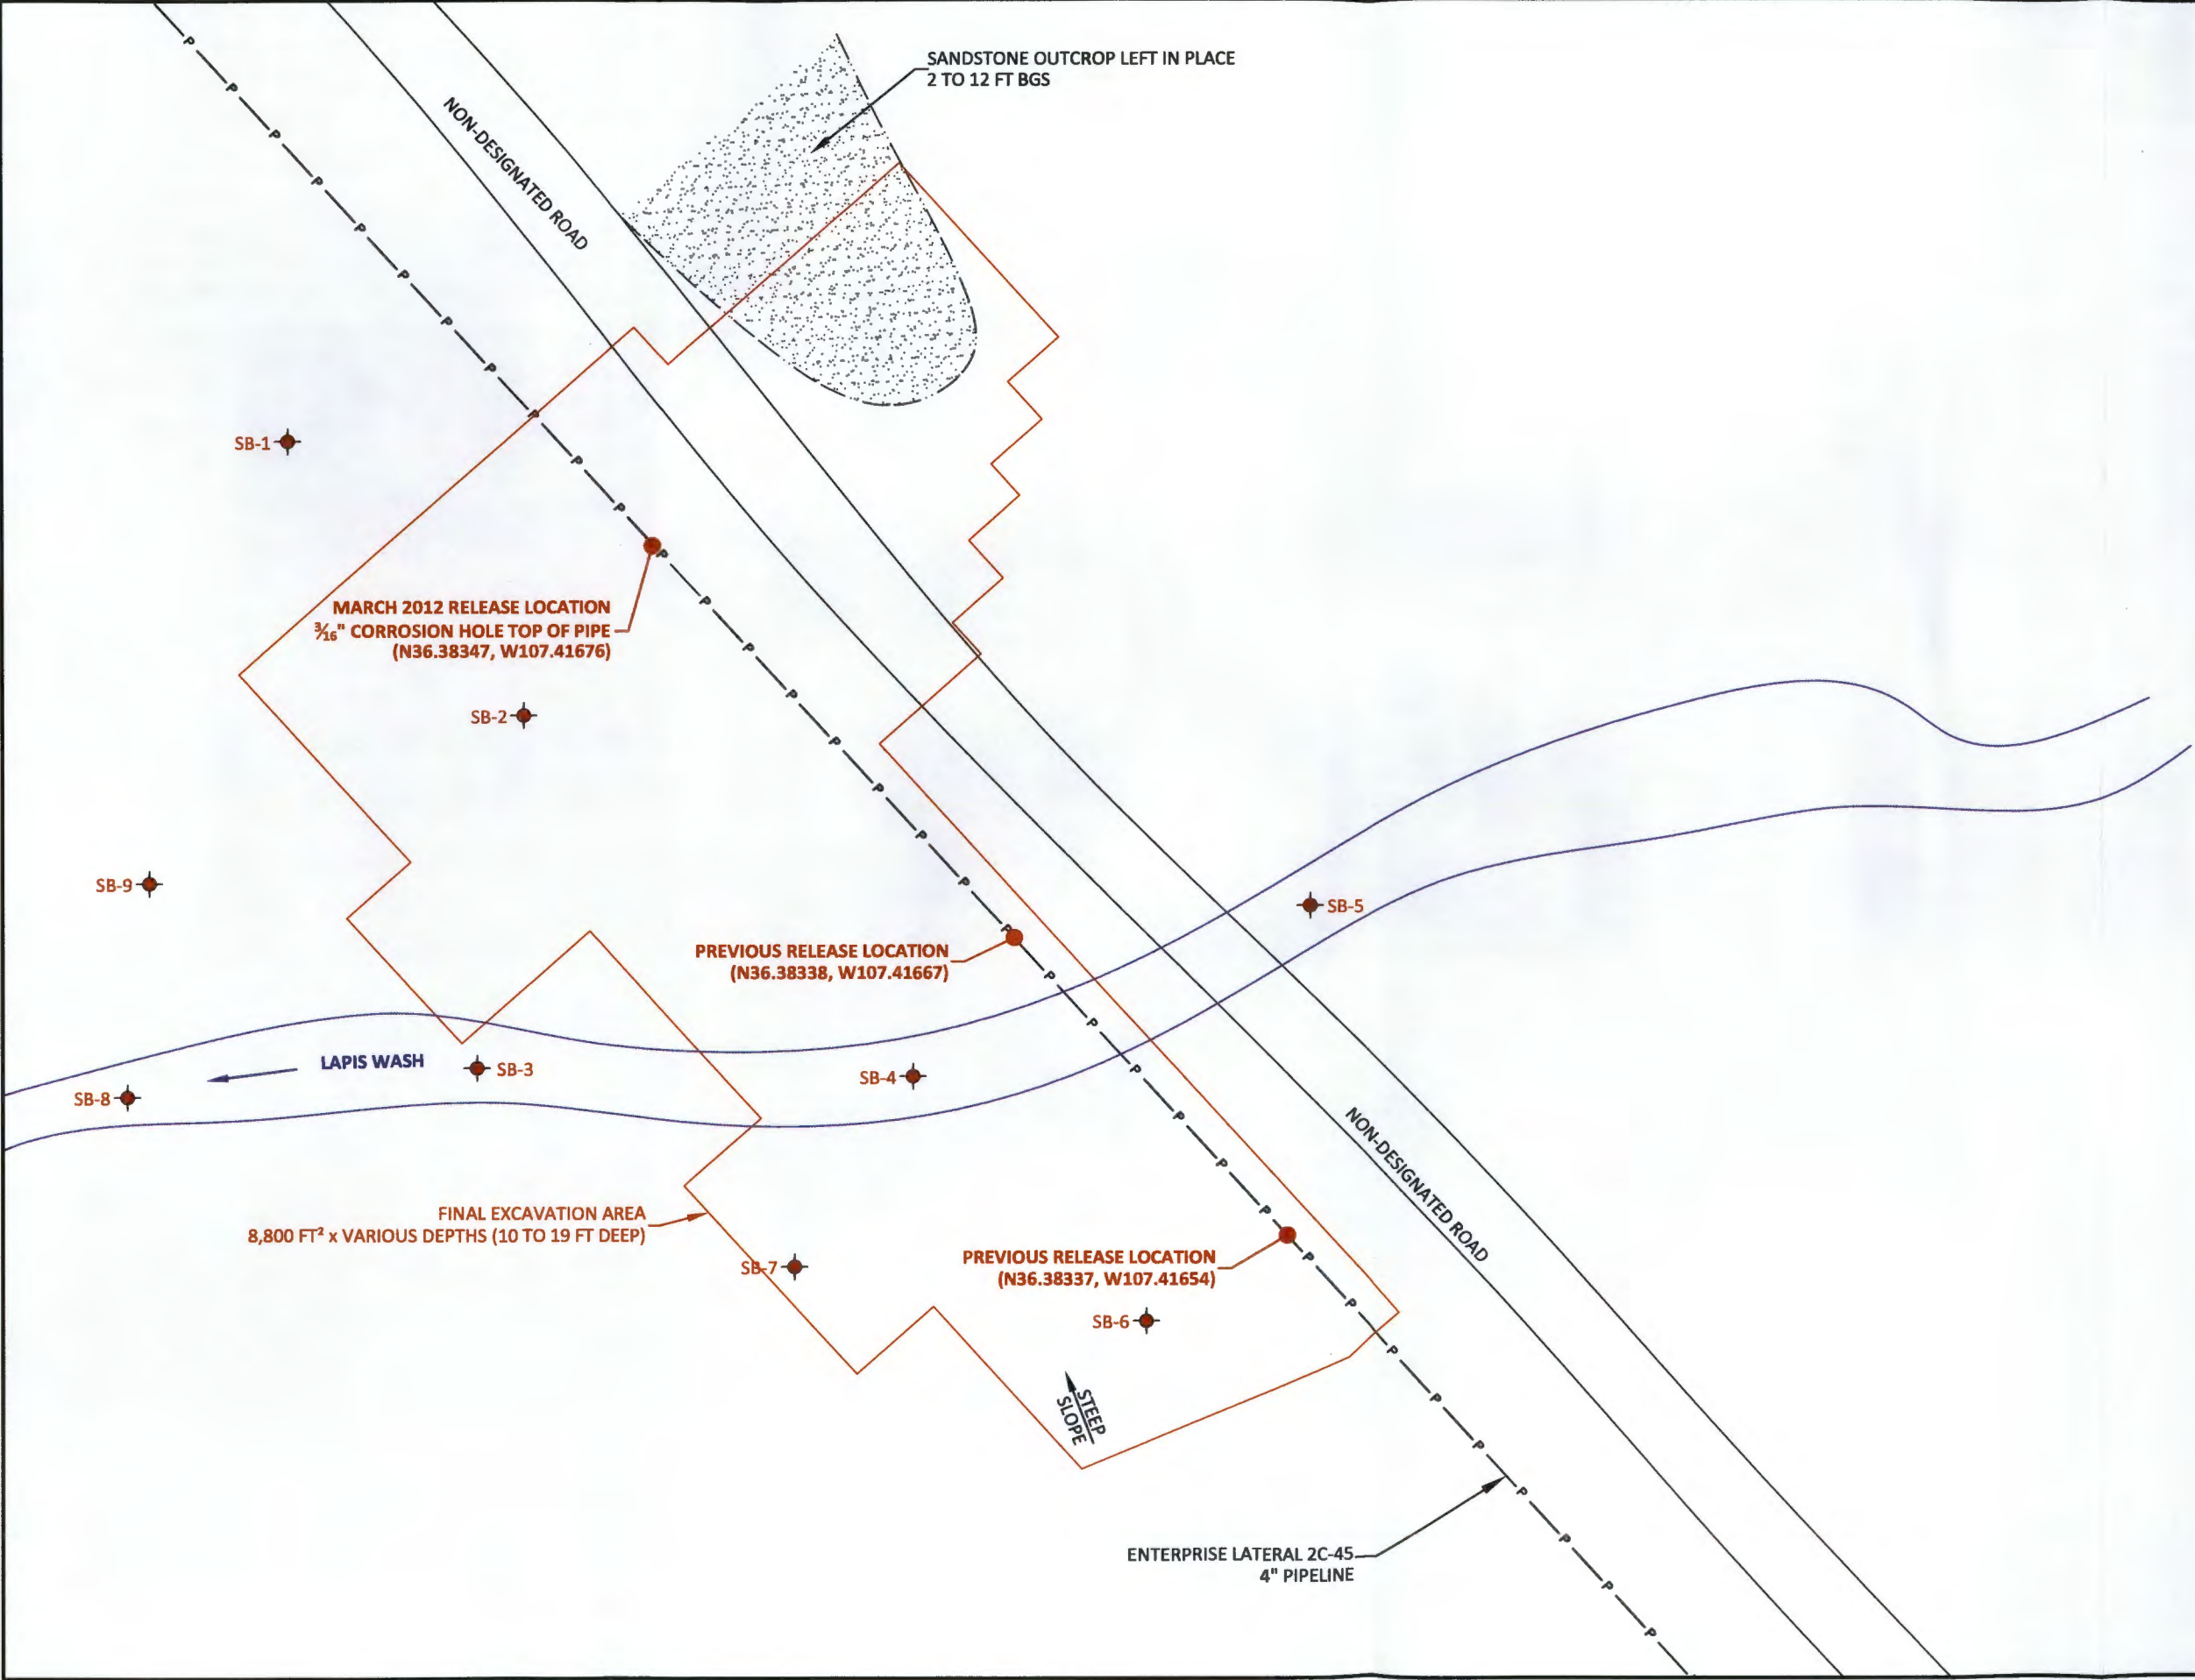 SANDSTONE OUTCROP LEFT IN PLACE
2 TO 12 FT BGS
NON-DESIGNATED ROAD
SB-1
MARCH 2012 RELEASE LOCATION
3/16" CORROSION HOLE TOP OF PIPE
(N36.38347, W107.41676)
SB-2
SB-9
SB-5
PREVIOUS RELEASE LOCATION
(N36.38338, W107.41667)
LAPIS WASH
SB-3
SB-4
SB-8
NON-DESIGNATED ROAD
FINAL EXCAVATION AREA
8,800 FT² x VARIOUS DEPTHS (10 TO 19 FT DEEP)
SB-7
PREVIOUS RELEASE LOCATION
(N36.38337, W107.41654)
SB-6
STEEP
SLOPE
ENTERPRISE LATERAL 2C-45
4" PIPELINE
P P P P P P P P P P P P P P P P P P P P P P P P P P P P P P P P P P P